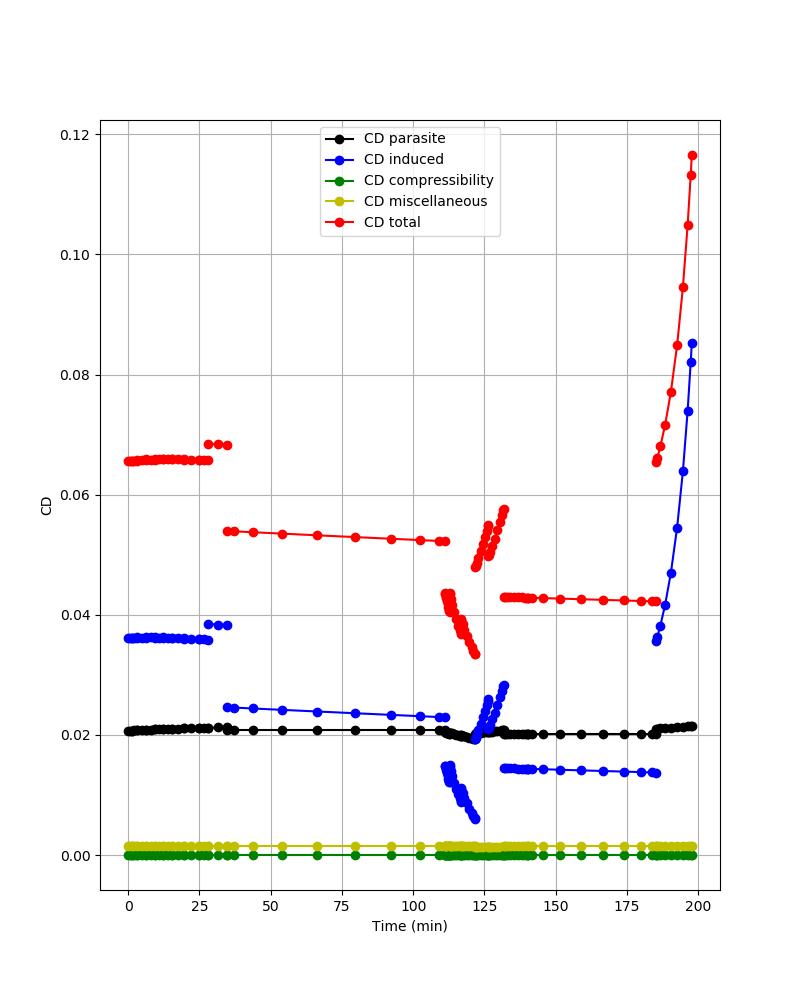 CD parasite
CD induced
CD compressibility
CD miscellaneous
CD total
0.12
0.10
0.08
0.06
0.04
0.02
0.00
CD
0 25 50 75 100 125 150 175 200
Time (min)